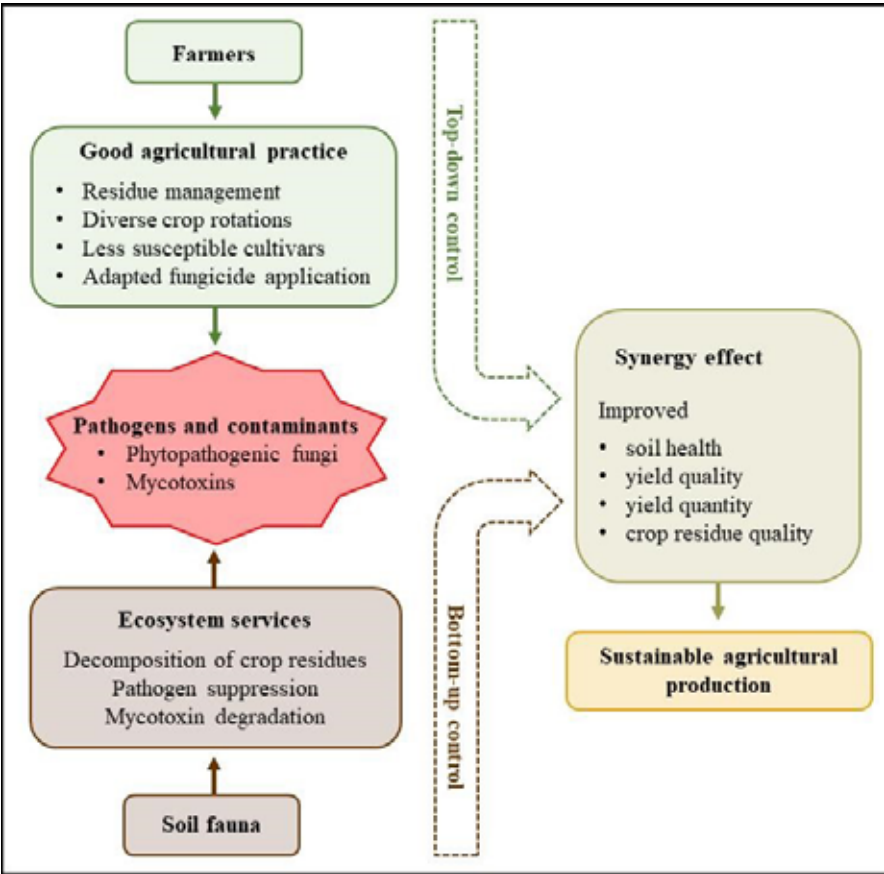 Farmers
Good agricultural practice
• Residue management
• Diverse crop rotations
• Less susceptible cultivars
• Adapted fungicide application
Pathogens and contaminants
• Phytopathogenic fungi
• Mycotoxins
Ecosystem services
Decomposition of crop residues
Pathogen suppression
Mycotoxin degradation
Soil fauna
Top-down control
Bottom-up control
Synergy effect
Improved
• soil health
• yield quality
• yield quantity
• crop residue quality
Sustainable agricultural
production